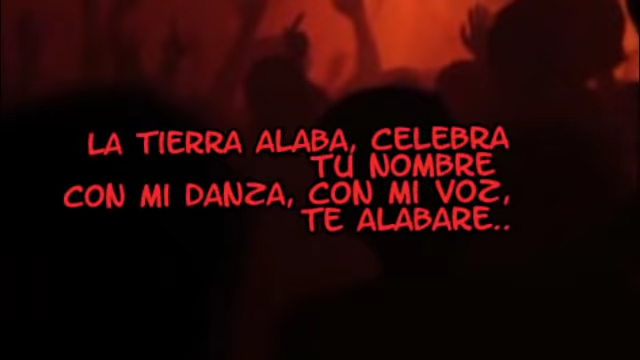 LA TIERRA ALABA, CELEBRA
TU NOMBRE
CON MI DANZA, CON MI VOZ,
TE ALABARE..